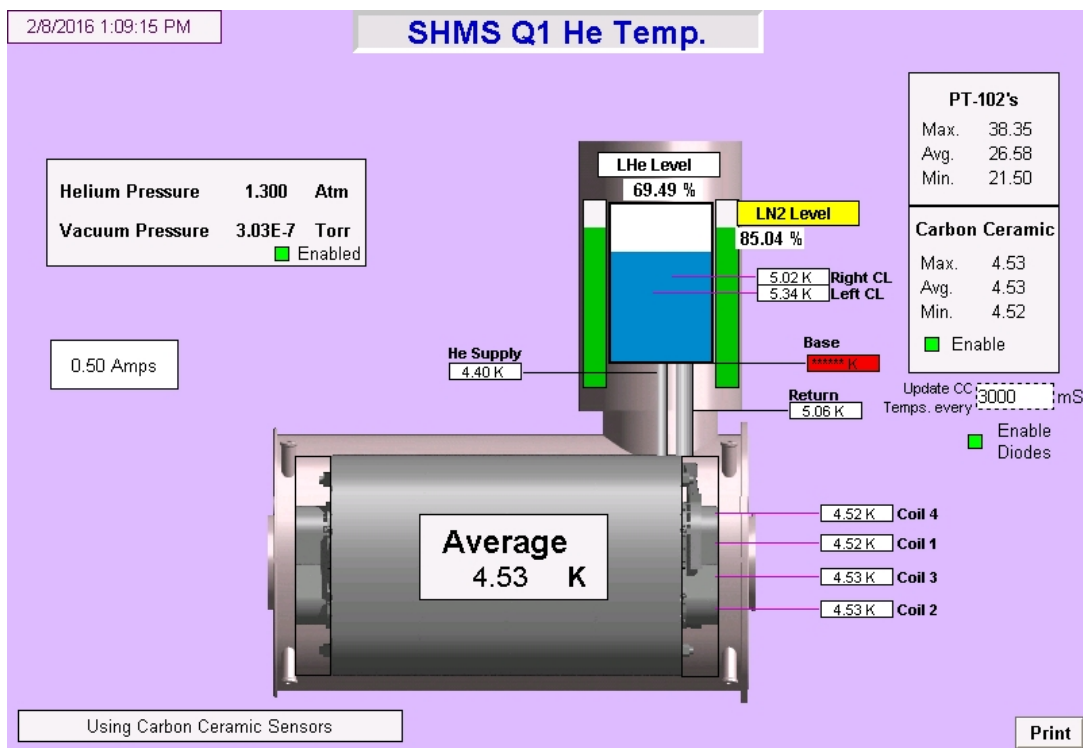 2/8/2016 1:09:15 PM
SHMS Q1 He Temp.
PT-102's
Max. 38.35
Avg. 26.58
Min. 21.50
Helium Pressure 1.300 Atm
Vacuum Pressure 3.03E-7 Torr
Enabled
LHe Level
69.49 %
LN2 Level
85.04 %
Carbon Ceramic
Max. 4.53
Avg. 4.53
Min. 4.52
Enable
5.02 K Right CL
5.34 K Left CL
0.50 Amps
He Supply
4.40 K
Base
****** K
Return
5.06 K
Update CC
Temps. every 3000 mS
Enable
Diodes
4.52 K Coil 4
4.52 K Coil 1
4.53 K Coil 3
4.53 K Coil 2
Average
4.53 K
Using Carbon Ceramic Sensors
Print